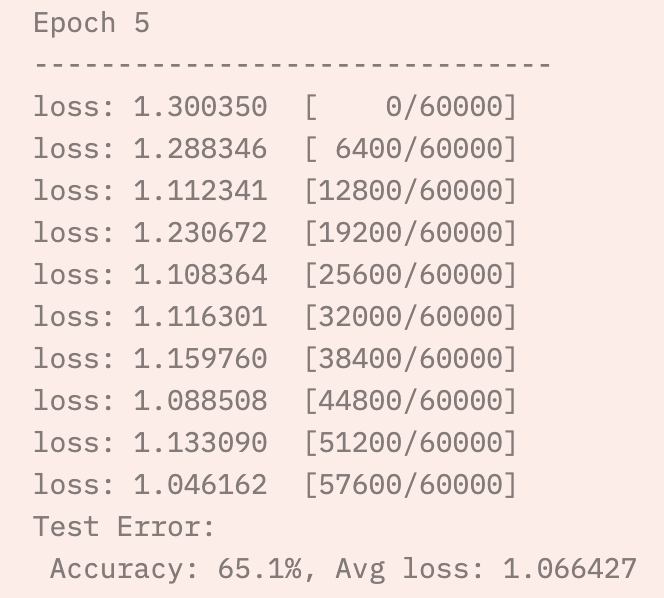 Epoch 5
-------------------------------
loss: 1.300350  [    0/60000]
loss: 1.288346  [ 6400/60000]
loss: 1.112341  [12800/60000]
loss: 1.230672  [19200/60000]
loss: 1.108364  [25600/60000]
loss: 1.116301  [32000/60000]
loss: 1.159760  [38400/60000]
loss: 1.088508  [44800/60000]
loss: 1.133090  [51200/60000]
loss: 1.046162  [57600/60000]
Test Error:
 Accuracy: 65.1%, Avg loss: 1.066427